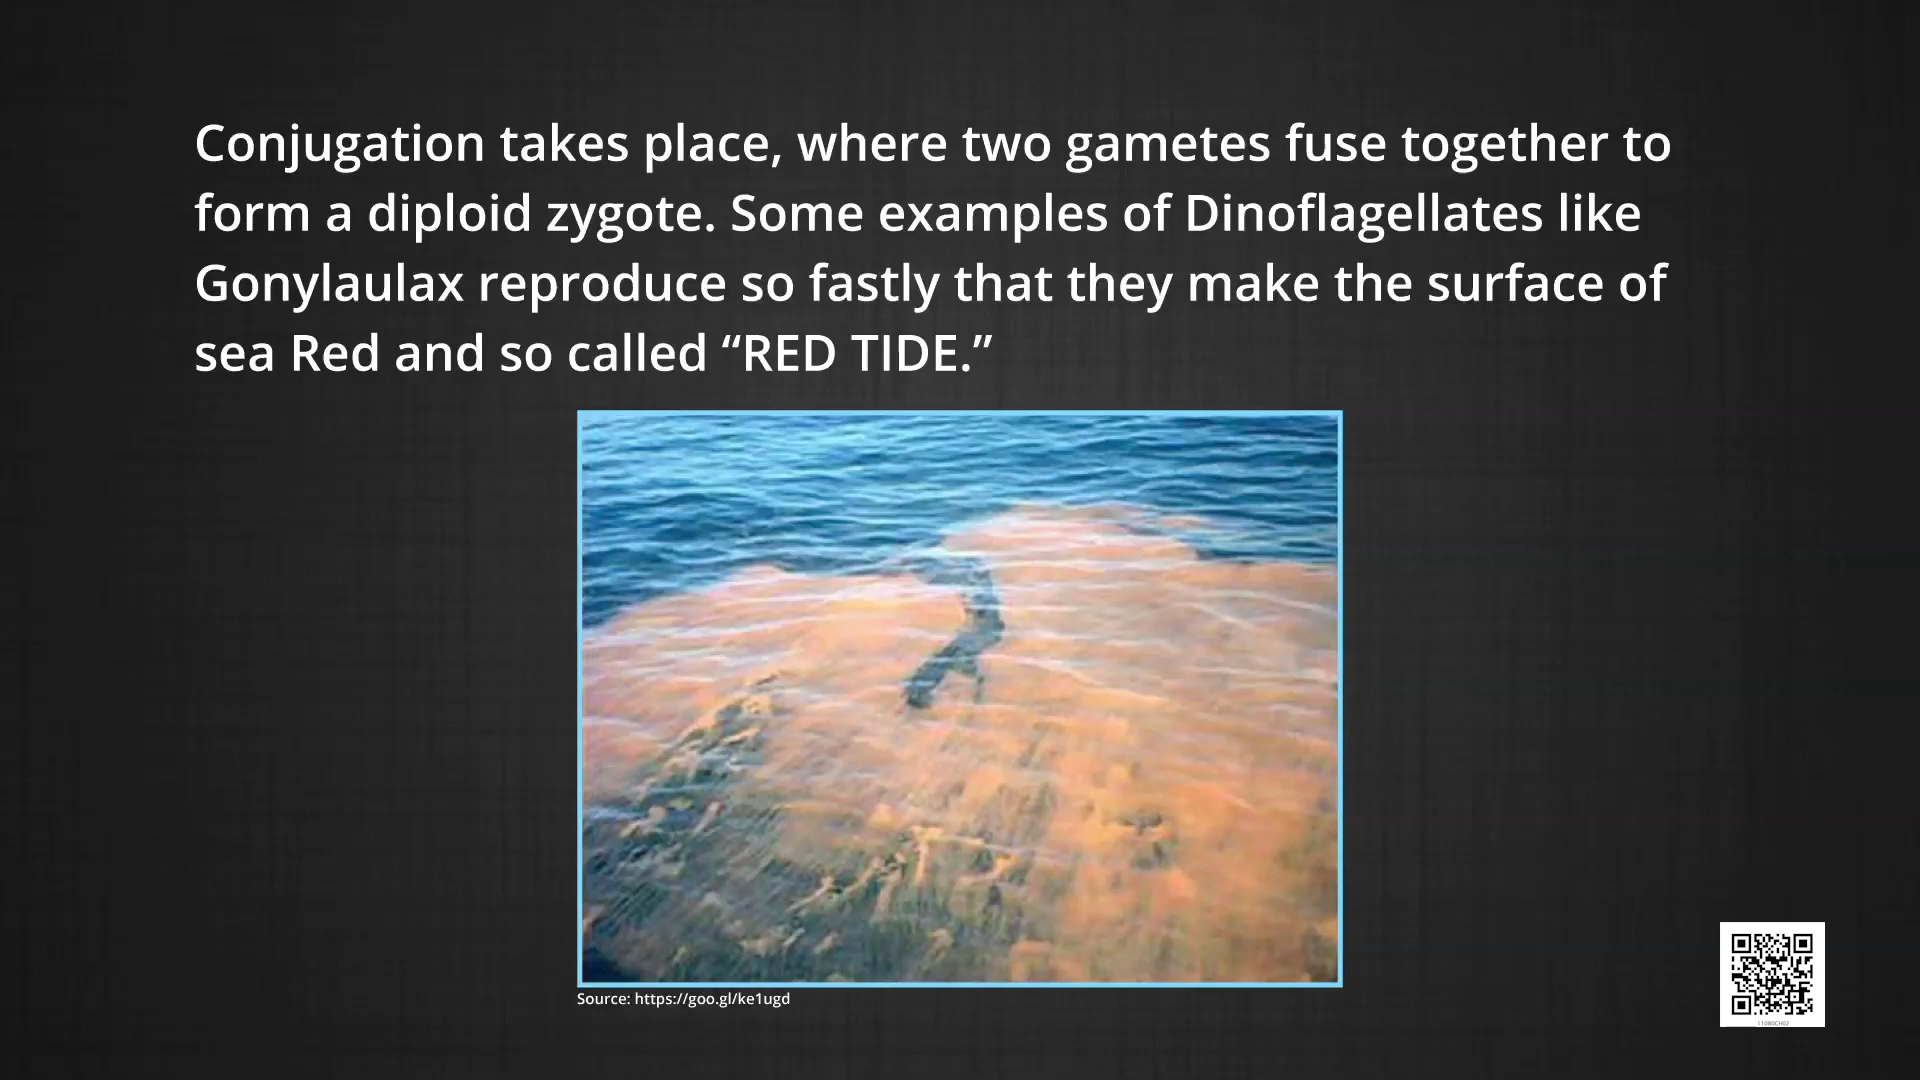 Conjugation takes place, where two gametes fuse together to
form a diploid zygote. Some examples of Dinoflagellates like
Gonylaulax reproduce so fastly that they make the surface of
sea Red and so called “RED TIDE.”
Source: https://goo.gl/ke1ugd
11080CH02